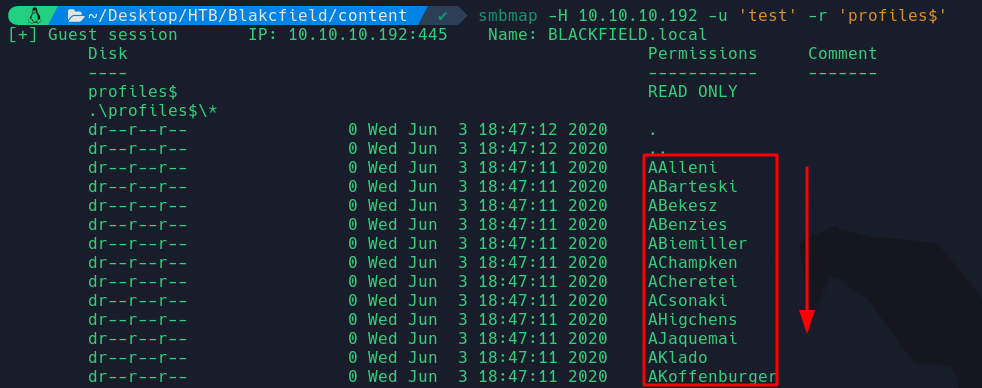 ~/Desktop/HTB/Blakcfield/content ✔ smbmap -H 10.10.10.192 -u 'test' -r 'profiles$'
[+] Guest session IP: 10.10.10.192:445 Name: BLACKFIELD.local
Disk Permissions Comment
---- ----------- -------
profiles$ READ ONLY
.\profiles$\*
dr--r--r-- 0 Wed Jun 3 18:47:12 2020 .
dr--r--r-- 0 Wed Jun 3 18:47:12 2020 ..
dr--r--r-- 0 Wed Jun 3 18:47:11 2020 AAlleni
dr--r--r-- 0 Wed Jun 3 18:47:11 2020 ABarteski
dr--r--r-- 0 Wed Jun 3 18:47:11 2020 ABekesz
dr--r--r-- 0 Wed Jun 3 18:47:11 2020 ABenzies
dr--r--r-- 0 Wed Jun 3 18:47:11 2020 ABiemiller
dr--r--r-- 0 Wed Jun 3 18:47:11 2020 AChampken
dr--r--r-- 0 Wed Jun 3 18:47:11 2020 ACheretei
dr--r--r-- 0 Wed Jun 3 18:47:11 2020 ACsonaki
dr--r--r-- 0 Wed Jun 3 18:47:11 2020 AHigchens
dr--r--r-- 0 Wed Jun 3 18:47:11 2020 AJaquemai
dr--r--r-- 0 Wed Jun 3 18:47:11 2020 AKlado
dr--r--r-- 0 Wed Jun 3 18:47:11 2020 AKoffenburger